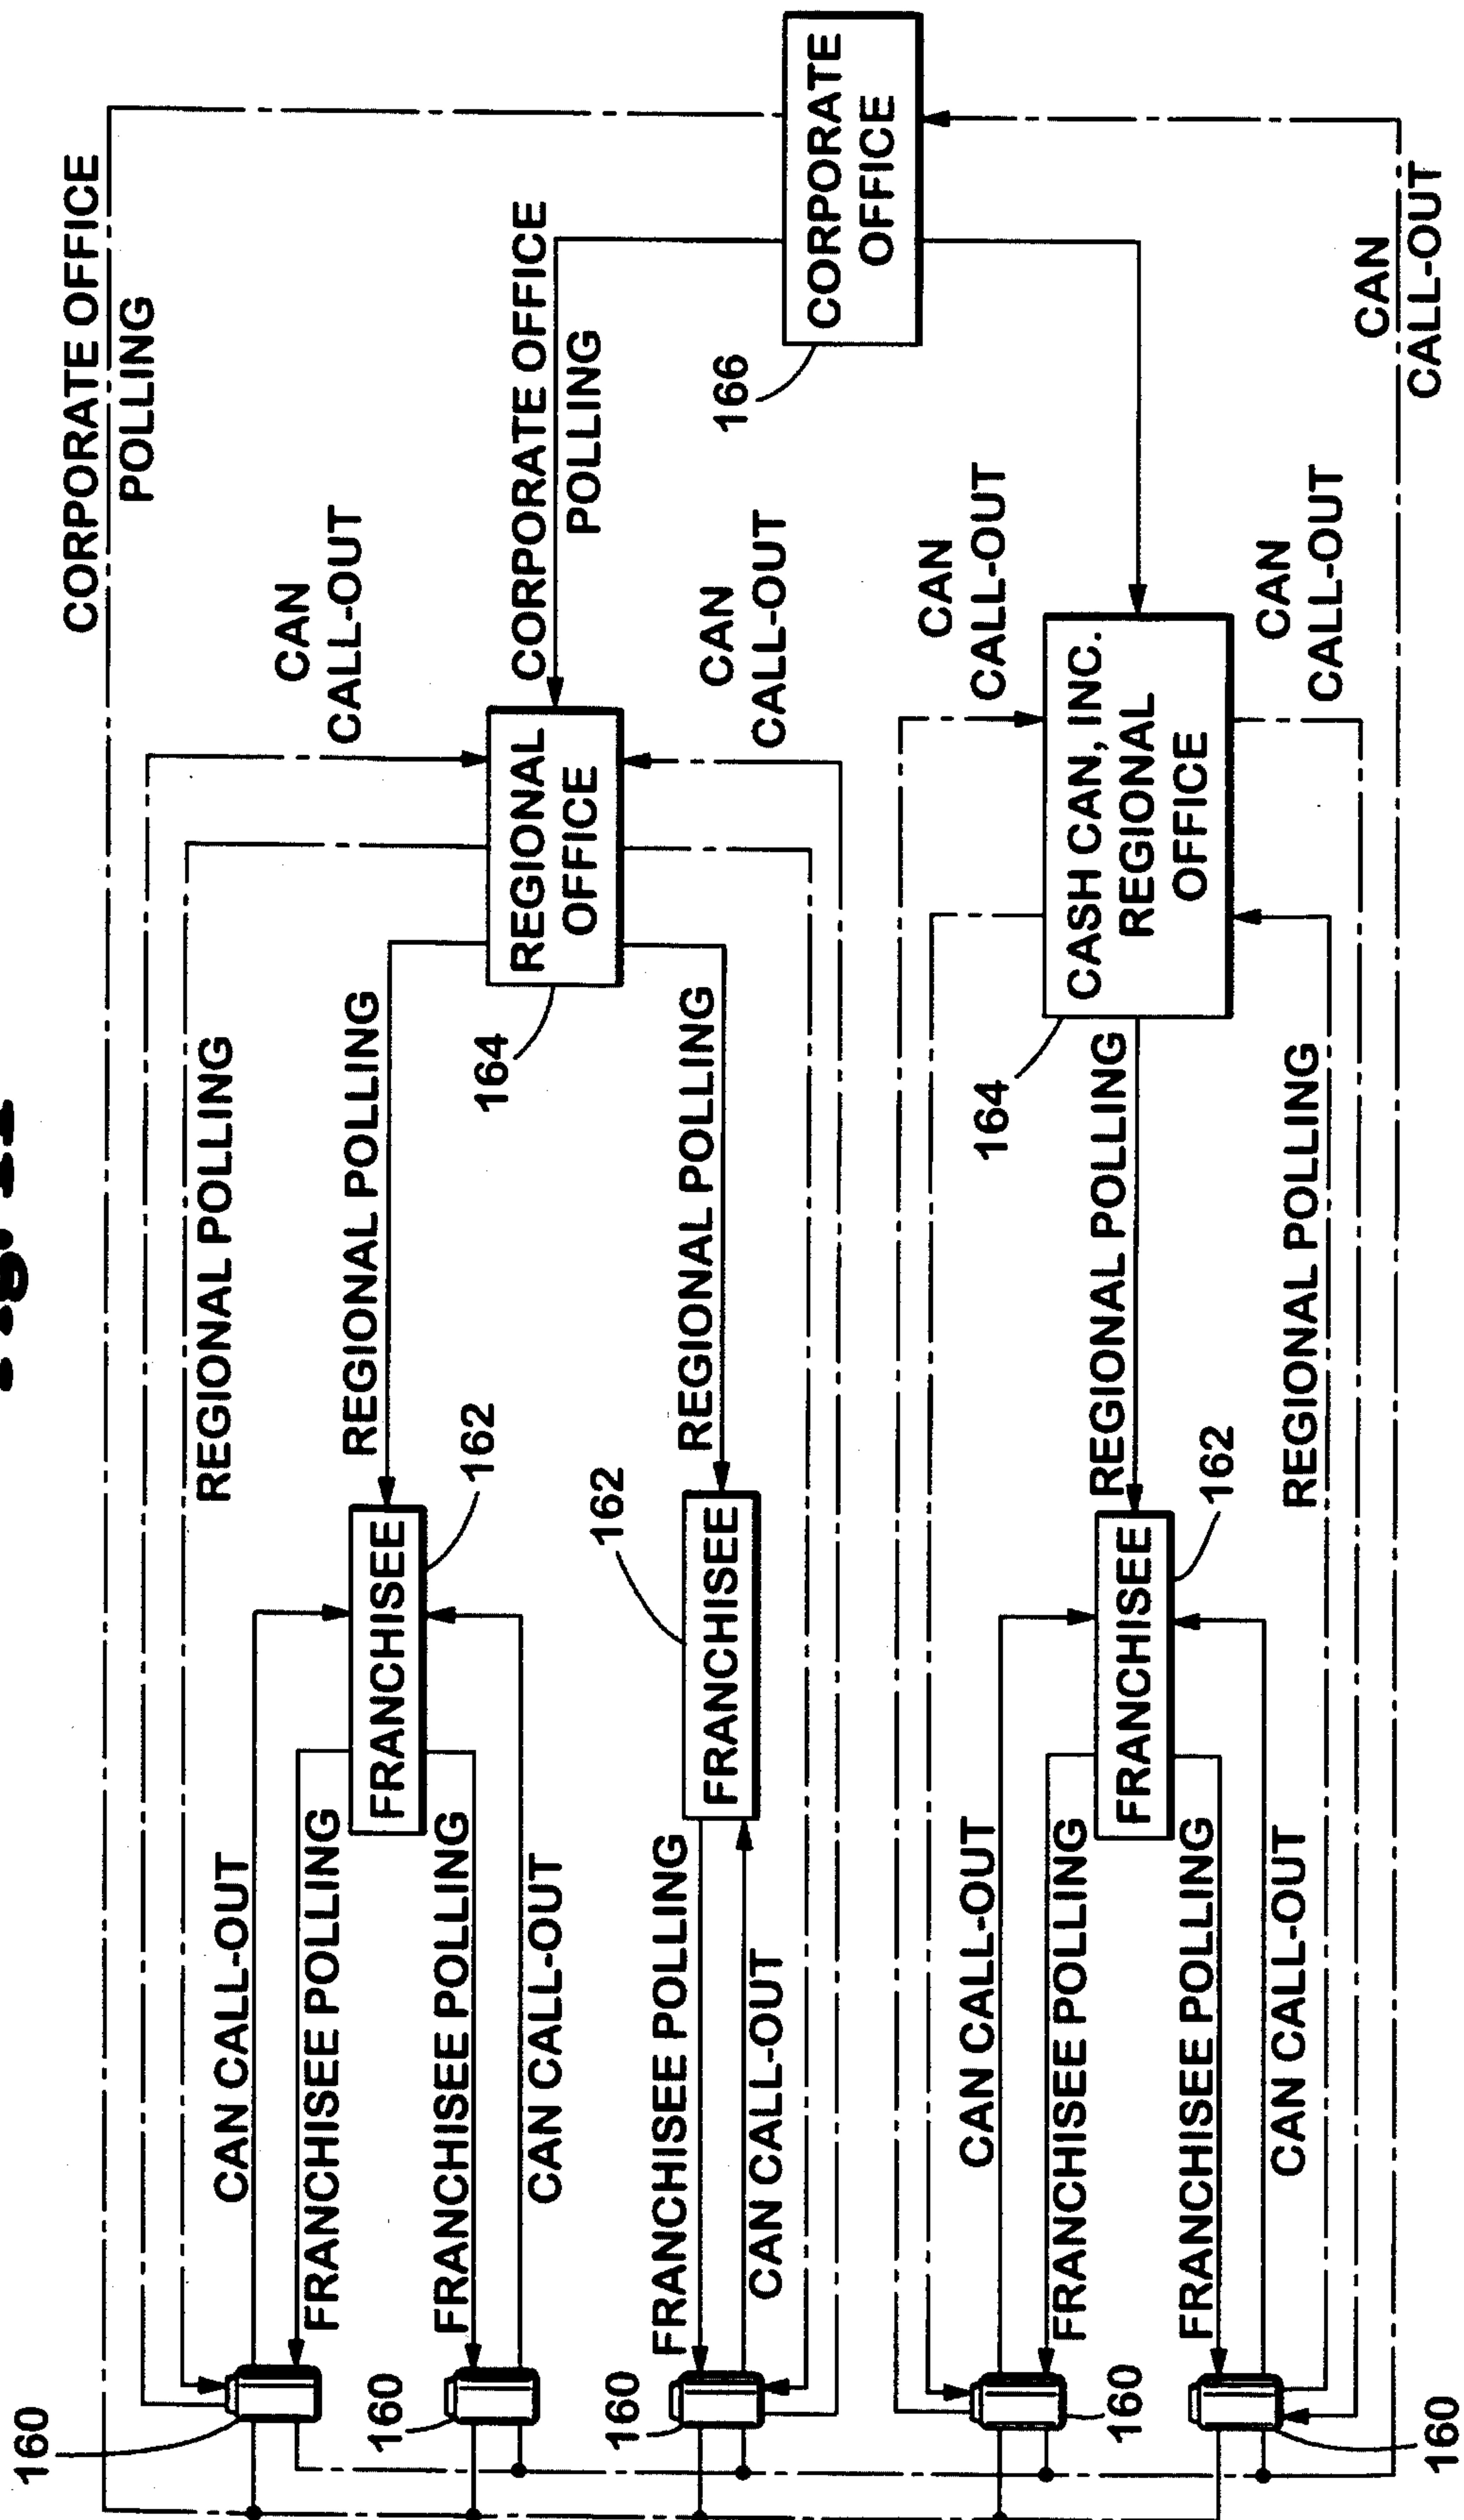 160
CORPORATE OFFICE
POLLING
REGIONAL POLLING
CAN
CALL-OUT
CAN CALL-OUT
FRANCHISEE POLLING
REGIONAL POLLING
160
FRANCHISEE
162
FRANCHISEE POLLING
CAN CALL-OUT
164
REGIONAL
OFFICE
CORPORATE OFFICE
POLLING
160
162
FRANCHISEE POLLING
CAN CALL-OUT
FRANCHISEE
REGIONAL POLLING
CAN
CALL-OUT
166
CORPORATE
OFFICE
CAN
CALL-OUT
CAN CALL-OUT
FRANCHISEE POLLING
164
160
FRANCHISEE
REGIONAL POLLING
CASH CAN, INC.
REGIONAL
OFFICE
162
FRANCHISEE POLLING
CAN CALL-OUT
REGIONAL POLLING
CAN
CALL-OUT
160
CAN
CALL-OUT